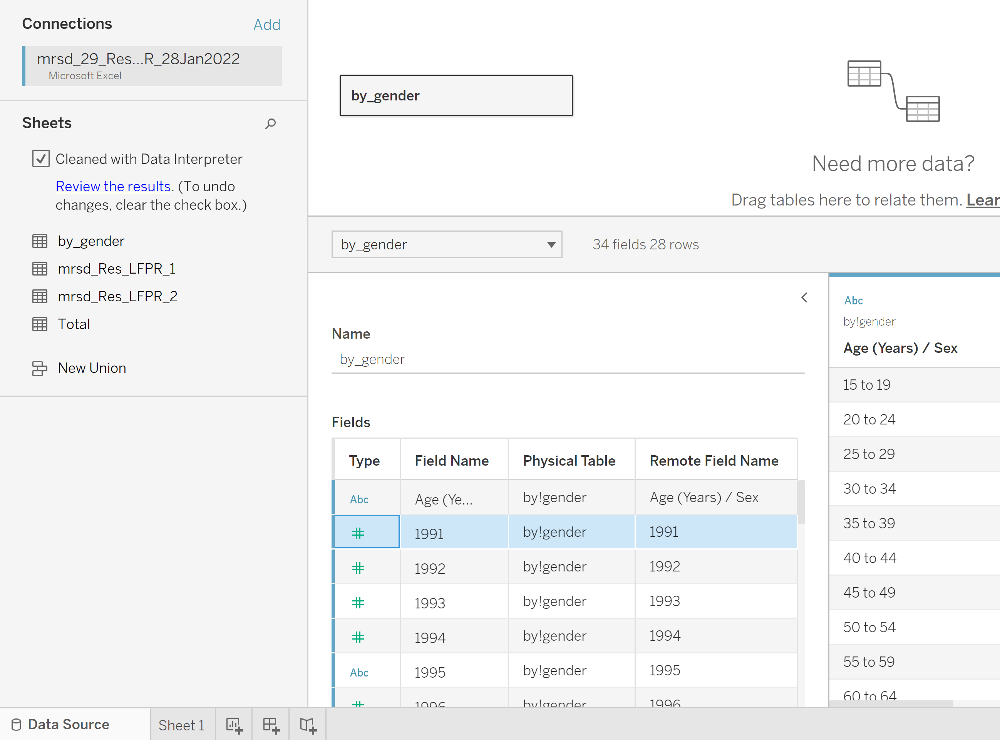 Connections
Add
mrsd_29_Res...R_28Jan2022
Microsoft Excel
Sheets
Cleaned with Data Interpreter
Review the results. (To undo
changes, clear the check box.)
by_gender
mrsd_Res_LFPR_1
mrsd_Res_LFPR_2
Total
New Union
by_gender
Need more data?
Drag tables here to relate them. Lear
by_gender
34 fields 28 rows
Name
by_gender
Fields
Type Field Name Physical Table Remote Field Name
Abc Age (Ye... by!gender Age (Years) / Sex
# 1991 by!gender 1991
# 1992 by!gender 1992
# 1993 by!gender 1993
# 1994 by!gender 1994
Abc 1995 by!gender 1995
# 1996 by!gender 1996
Abc
by!gender
Age (Years) / Sex
15 to 19
20 to 24
25 to 29
30 to 34
35 to 39
40 to 44
45 to 49
50 to 54
55 to 59
60 to 64
Data Source
Sheet 1